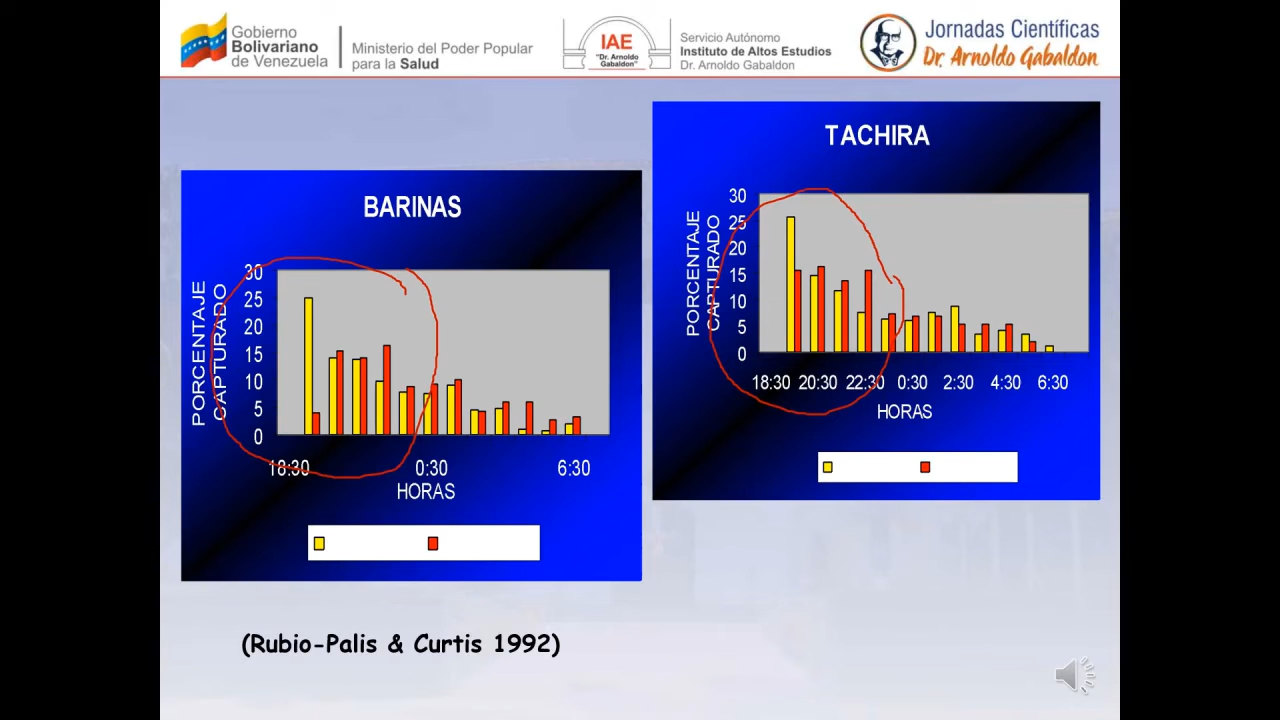 Gobierno
Bolivariano
de Venezuela
Ministerio del Poder Popular
para la Salud
IAE
"Dr. Arnoldo
Gabaldon"
Servicio Autónomo
Instituto de Altos Estudios
Dr. Arnoldo Gabaldon
Jornadas Científicas
Dr. Arnoldo Gabaldon
BARINAS
PORCENTAJE
CAPTURADO
30
25
20
15
10
5
0
18:30 0:30 6:30
HORAS
TACHIRA
PORCENTAJE
CAPTURADO
30
25
20
15
10
5
0
18:30 20:30 22:30 0:30 2:30 4:30 6:30
HORAS
(Rubio-Palis & Curtis 1992)